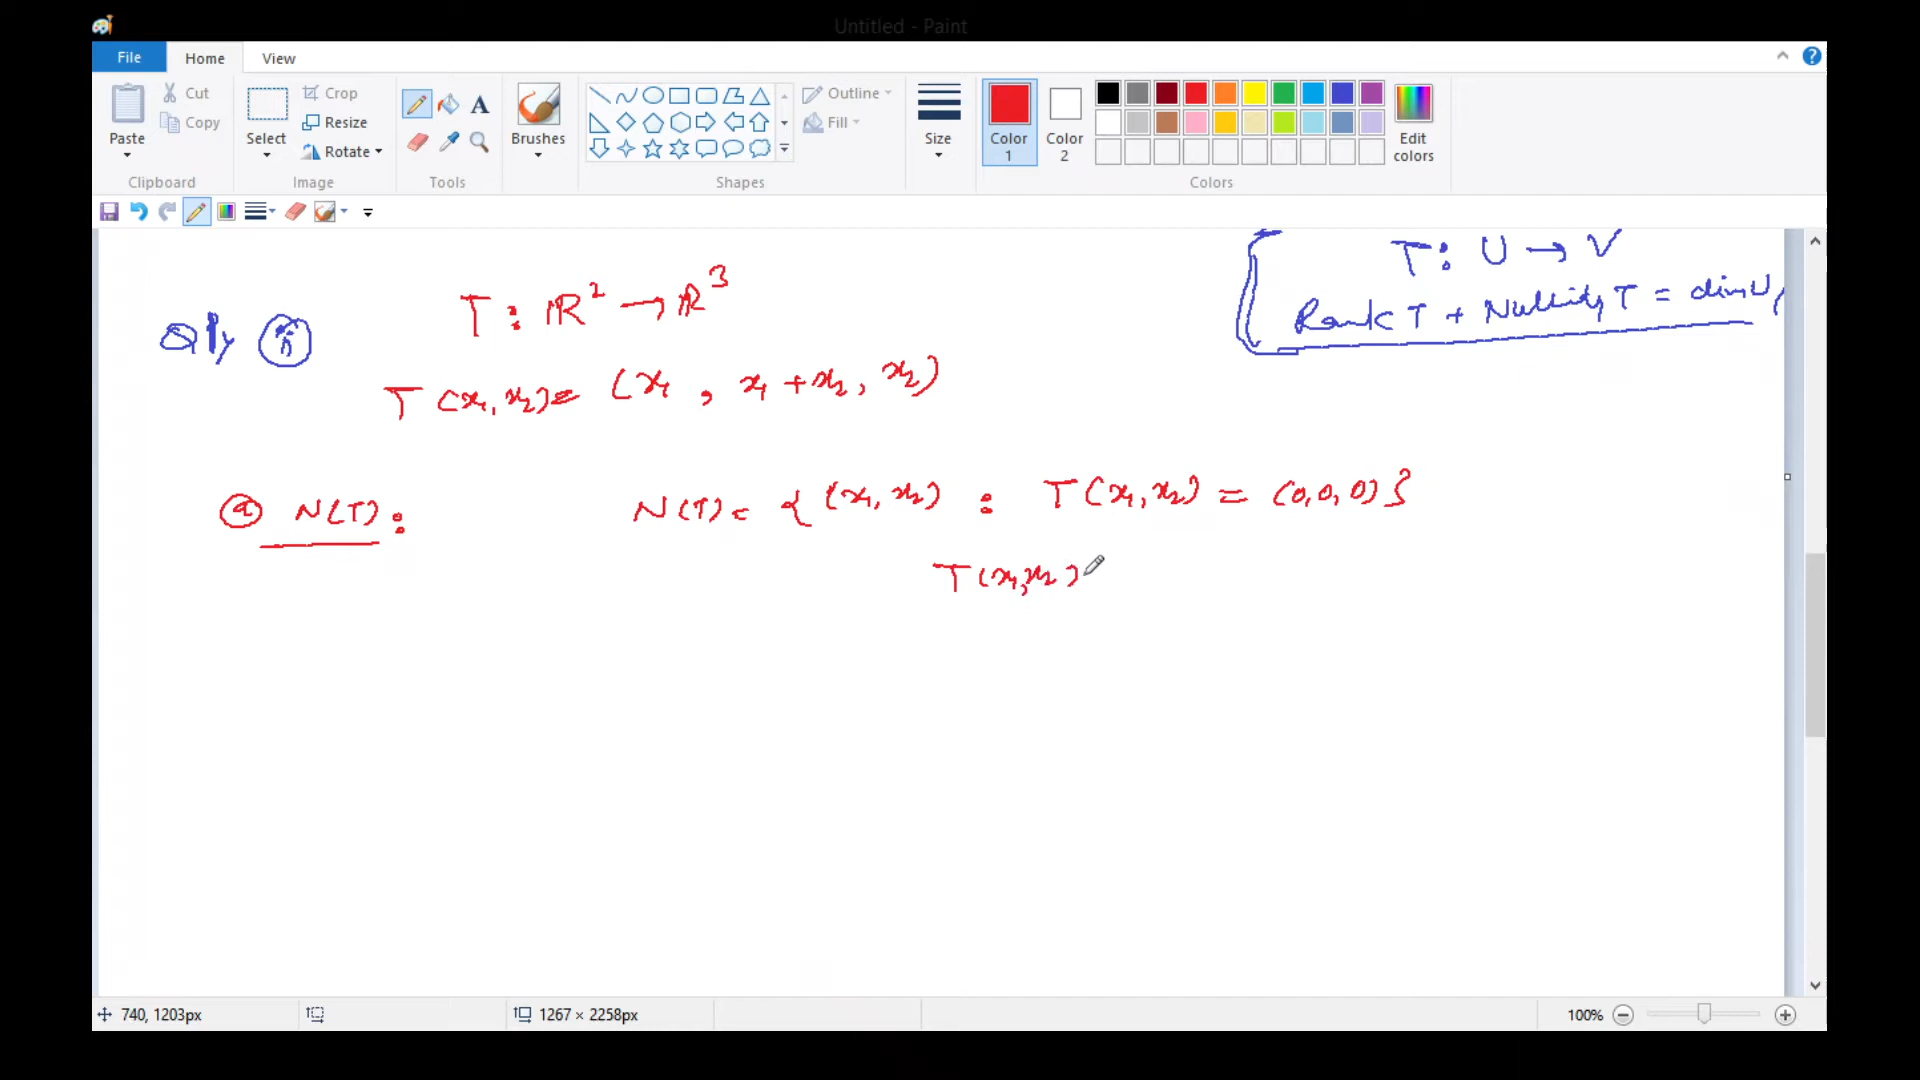 Untitled - Paint
File Home View
Paste Cut Copy Clipboard
Select Crop Resize Rotate Image
Tools
Brushes
Outline Fill Shapes
Size
Color 1 Color 2 Edit colors Colors
T: U → V
Rank T + Nullity T = dim U
T: ℝ² → ℝ³
T(x₁, x₂) = (x₁, x₁ + x₂, x₂)
ⓐ N(T): N(T) = {(x₁, x₂) : T(x₁, x₂) = (0,0,0)}
T(x₁, x₂)
740, 1203px 1267 × 2258px 100%